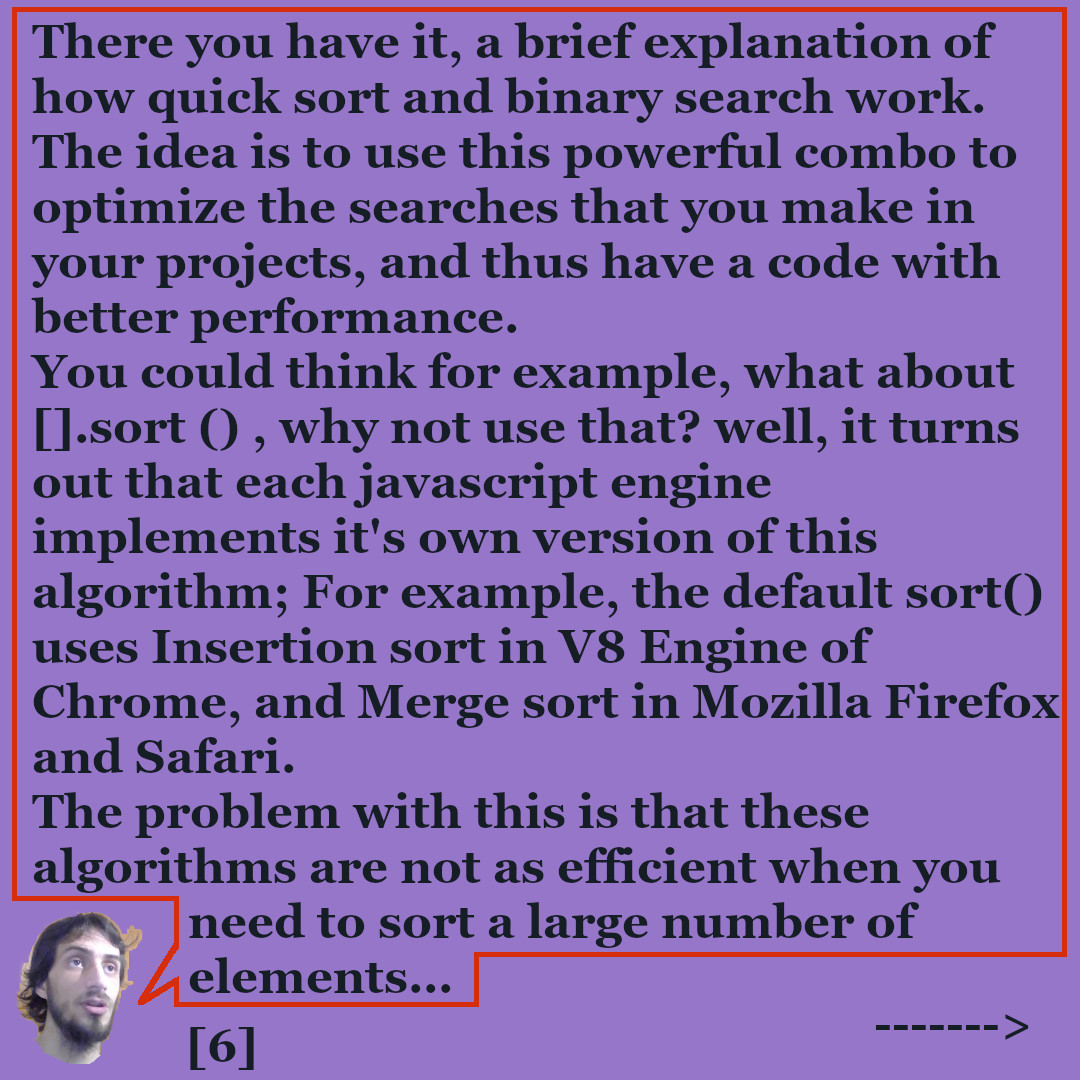 There you have it, a brief explanation of
how quick sort and binary search work.
The idea is to use this powerful combo to
optimize the searches that you make in
your projects, and thus have a code with
better performance.
You could think for example, what about
[].sort () , why not use that? well, it turns
out that each javascript engine
implements it's own version of this
algorithm; For example, the default sort()
uses Insertion sort in V8 Engine of
Chrome, and Merge sort in Mozilla Firefox
and Safari.
The problem with this is that these
algorithms are not as efficient when you
need to sort a large number of
elements...
[6]
------->